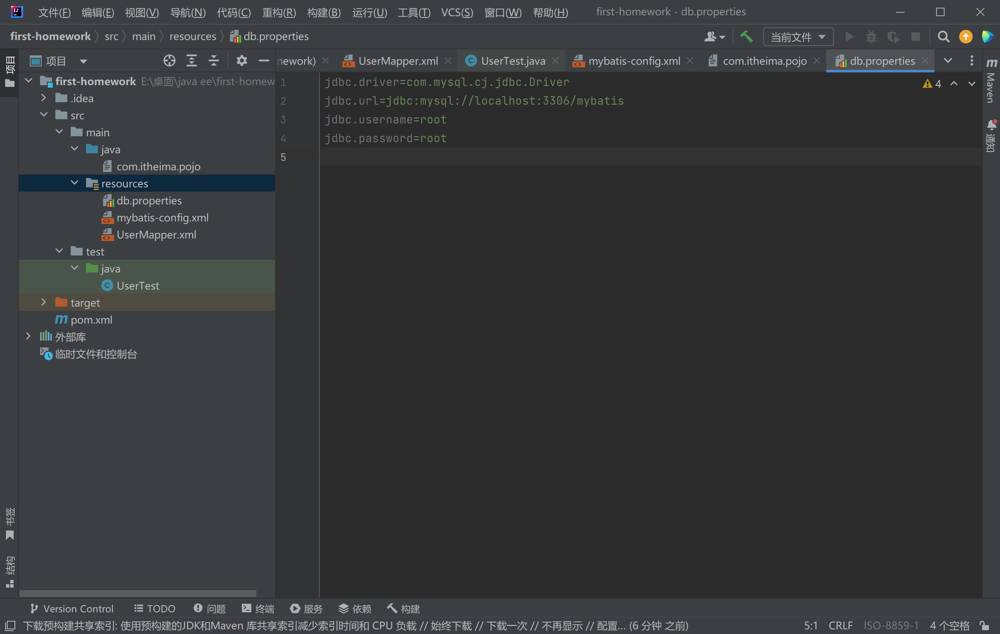 文件(F) 编辑(E) 视图(V) 导航(N) 代码(C) 重构(R) 构建(B) 运行(U) 工具(T) VCS(S) 窗口(W) 帮助(H) first-homework - db.properties
first-homework src main resources db.properties 当前文件
项目
项目
first-homework E:\桌面\java ee\first-homew
.idea
src
main
java
com.itheima.pojo
resources
db.properties
mybatis-config.xml
UserMapper.xml
test
java
UserTest
target
pom.xml
外部库
临时文件和控制台
nework) UserMapper.xml UserTest.java mybatis-config.xml com.itheima.pojo db.properties
1 jdbc.driver=com.mysql.cj.jdbc.Driver
2 jdbc.url=jdbc:mysql://localhost:3306/mybatis
3 jdbc.username=root
4 jdbc.password=root
5
4
Maven
通知
书签
结构
Version Control TODO 问题 终端 服务 依赖 构建
下载预构建共享索引: 使用预构建的JDK和Maven 库共享索引减少索引时间和 CPU 负载 // 始终下载 // 下载一次 // 不再显示 // 配置... (6 分钟 之前) 5:1 CRLF ISO-8859-1 4 个空格